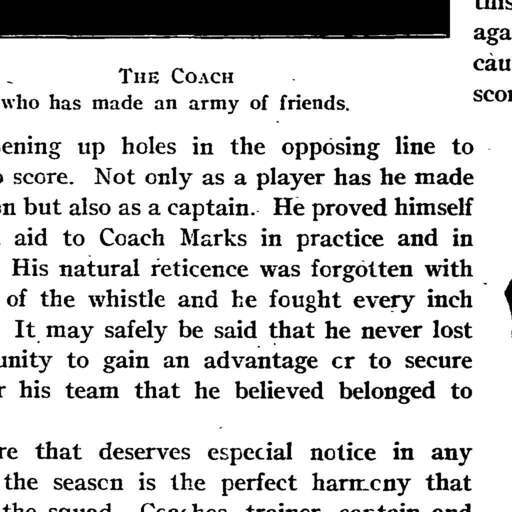 THE COACH
who has made an army of friends.
ening up holes in the opposing line to
score. Not only as a player has he made
n but also as a captain. He proved himself
aid to Coach Marks in practice and in
His natural reticence was forgotten with
of the whistle and he fought every inch
It may safely be said that he never lost
unity to gain an advantage cr to secure
r his team that he believed belonged to
re that deserves especial notice in any
the seascn is the perfect harmcny that
the squad. Coaches, trainer, captain and
this
aga
cau
scor